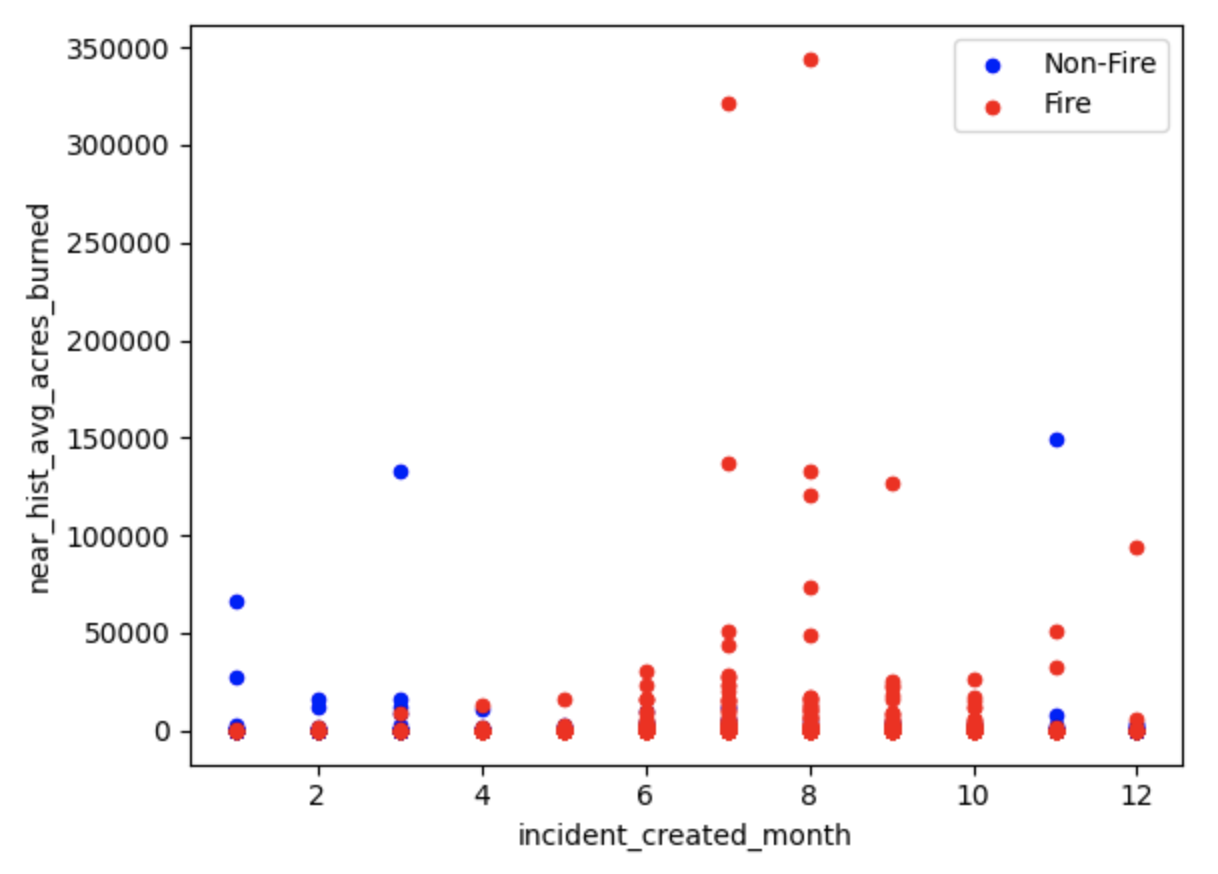 350000
300000
250000
200000
150000
100000
50000
0
near_hist_avg_acres_burned
Non-Fire
Fire
2 4 6 8 10 12
incident_created_month